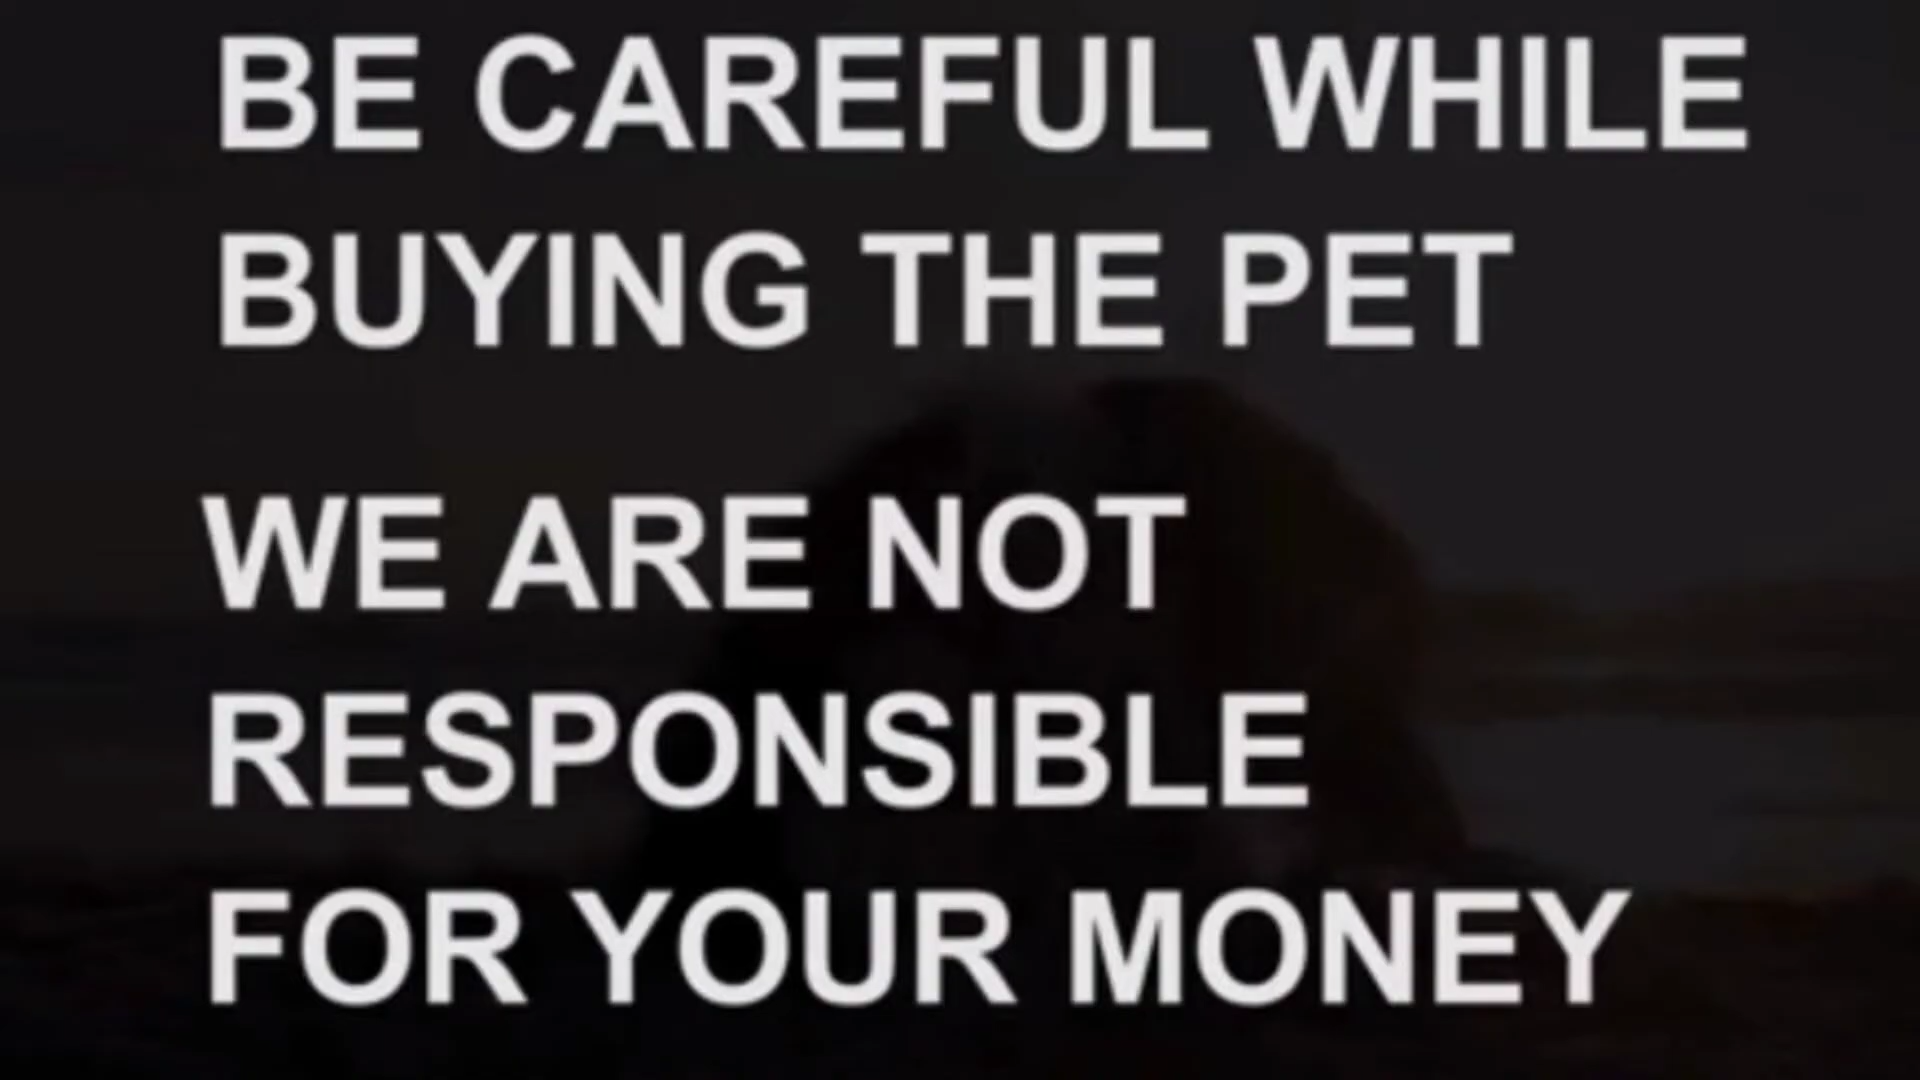 BE CAREFUL WHILE
BUYING THE PET
WE ARE NOT
RESPONSIBLE
FOR YOUR MONEY